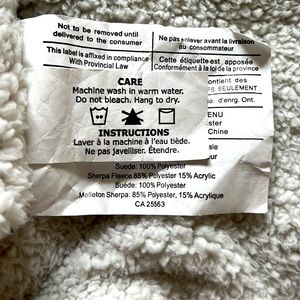 Not to be removed until
delivered to the consumer
Ne pas enlever avant la livraison
au consommateur
This label is affixed in compliance
With Provincial Law
Cette étiquette est apposée
Conformément à la loi de la province
CARE
Machine wash in warm water.
Do not bleach. Hang to dry.
INSTRUCTIONS
Laver à la machine à l'eau tiède.
Ne pas javelliser. Étendre.
ontient des
S SEULEMENT
. d'enrg. Ont.
ENU
ster
Chine
ale
ur
Suede: 100% Polyester
Sherpa Fleece 85% Polyester 15% Acrylic
Suède: 100% Polyester
Molleton Sherpa: 85% Polyester, 15% Acrylique
CA 25563